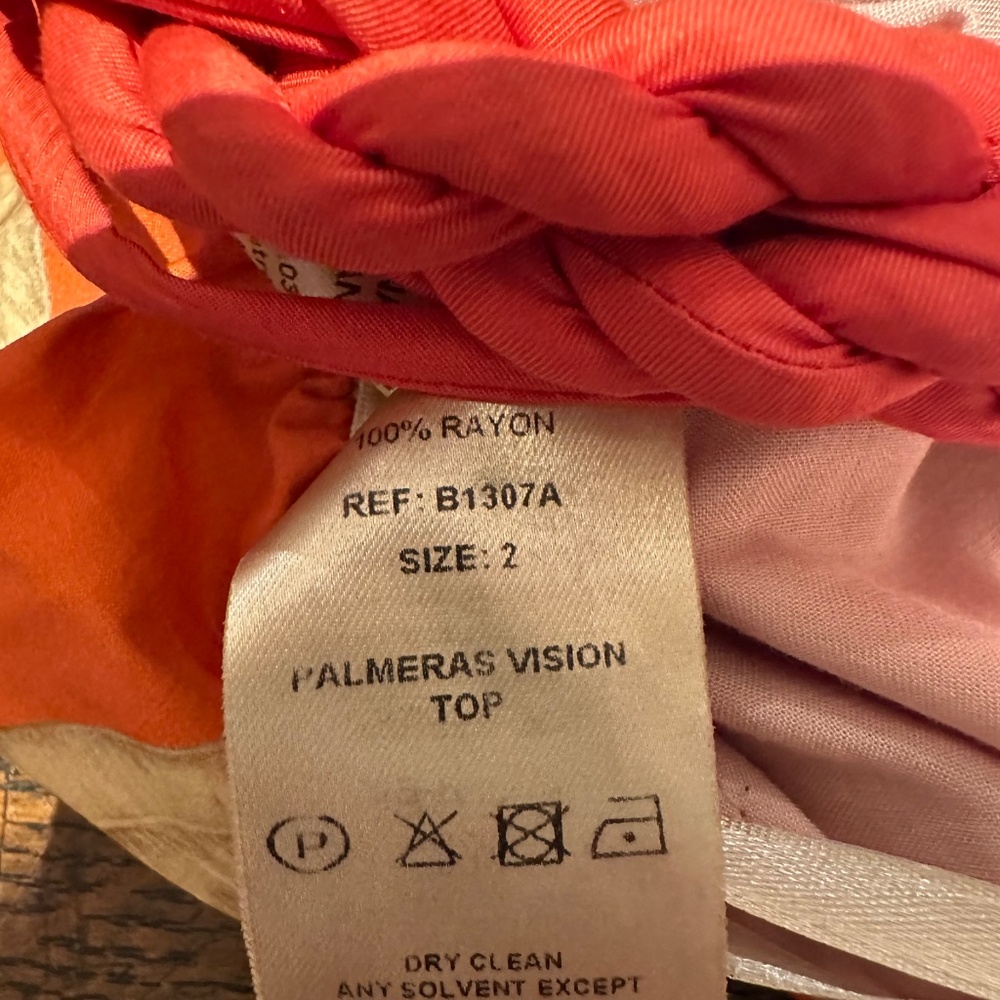 100% RAYON
REF: B1307A
SIZE: 2
PALMERAS VISION
TOP
P
DRY CLEAN
ANY SOLVENT EXCEPT